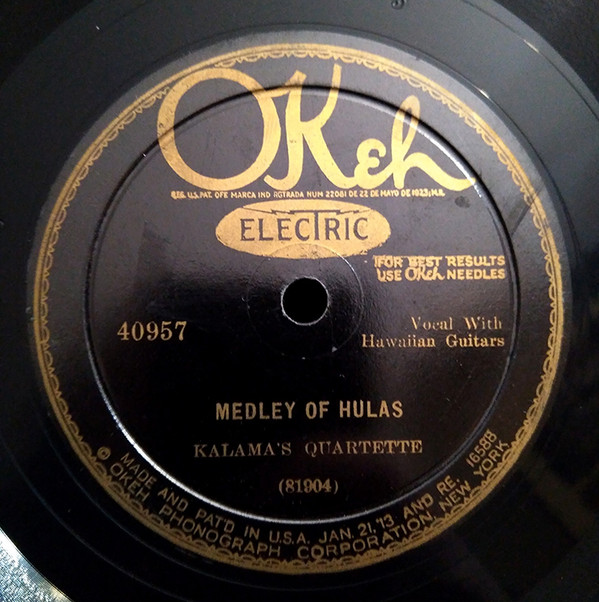 OKeh
REG. U.S. PAT. OFF. MARCA IND RGTRADA NUM 22081 DE 22 DE MAYO DE 1923, M.R.
ELECTRIC
FOR BEST RESULTS
USE OKeh NEEDLES
40957
Vocal With
Hawaiian Guitars
MEDLEY OF HULAS
KALAMA'S QUARTETTE
(81904)
© MADE AND PAT'D IN U.S.A. JAN. 21, '13 AND RE. 16588
OKEH PHONOGRAPH CORPORATION, NEW YORK